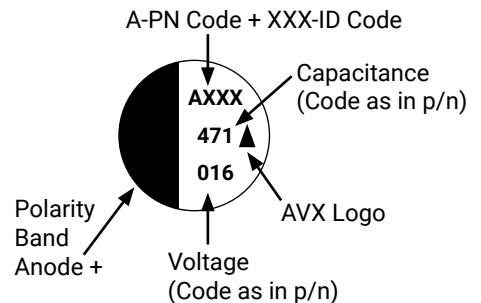 A-PN Code + XXX-ID Code
Capacitance
(Code as in p/n)
AXXX
471
016
AVX Logo
Polarity
Band
Anode +
Voltage
(Code as in p/n)